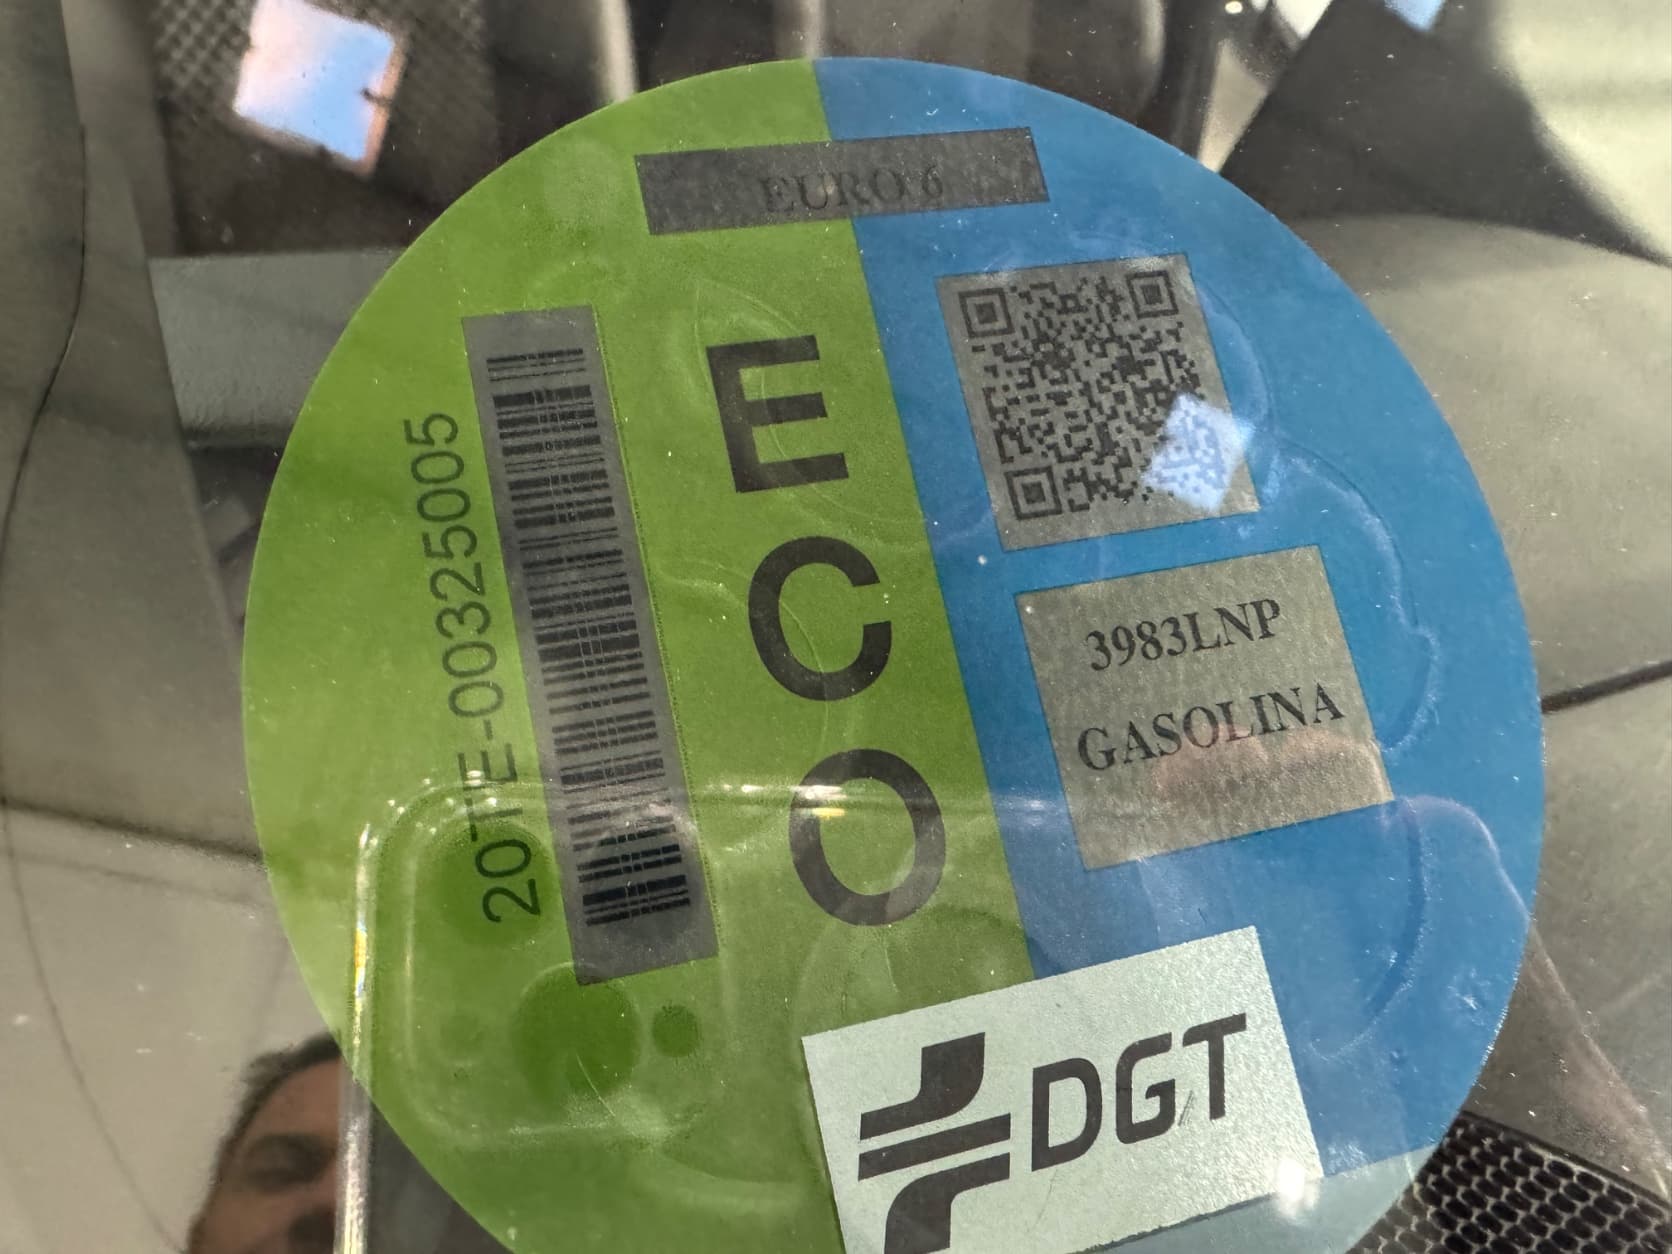 EURO 6
20TE-00325005
ECO
3983LNP
GASOLINA
DGT